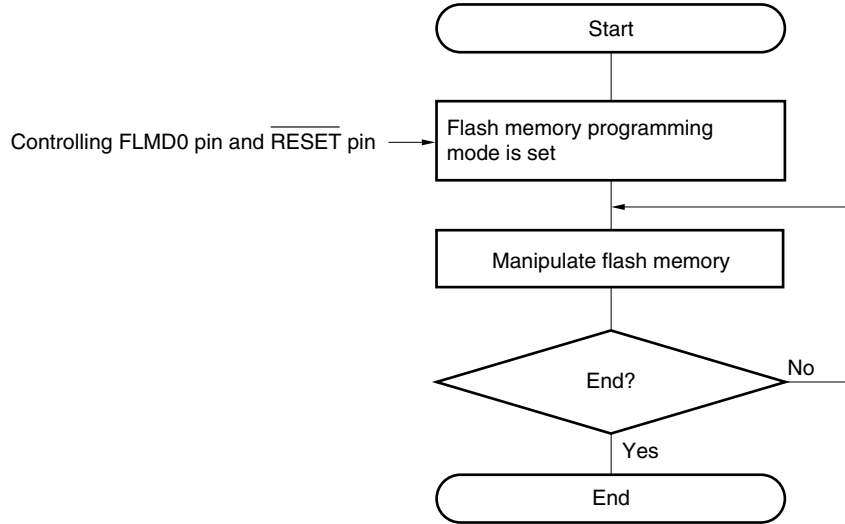 Start
Controlling FLMD0 pin and R̅E̅S̅E̅T̅ pin
Flash memory programming
mode is set
Manipulate flash memory
End?
No
Yes
End